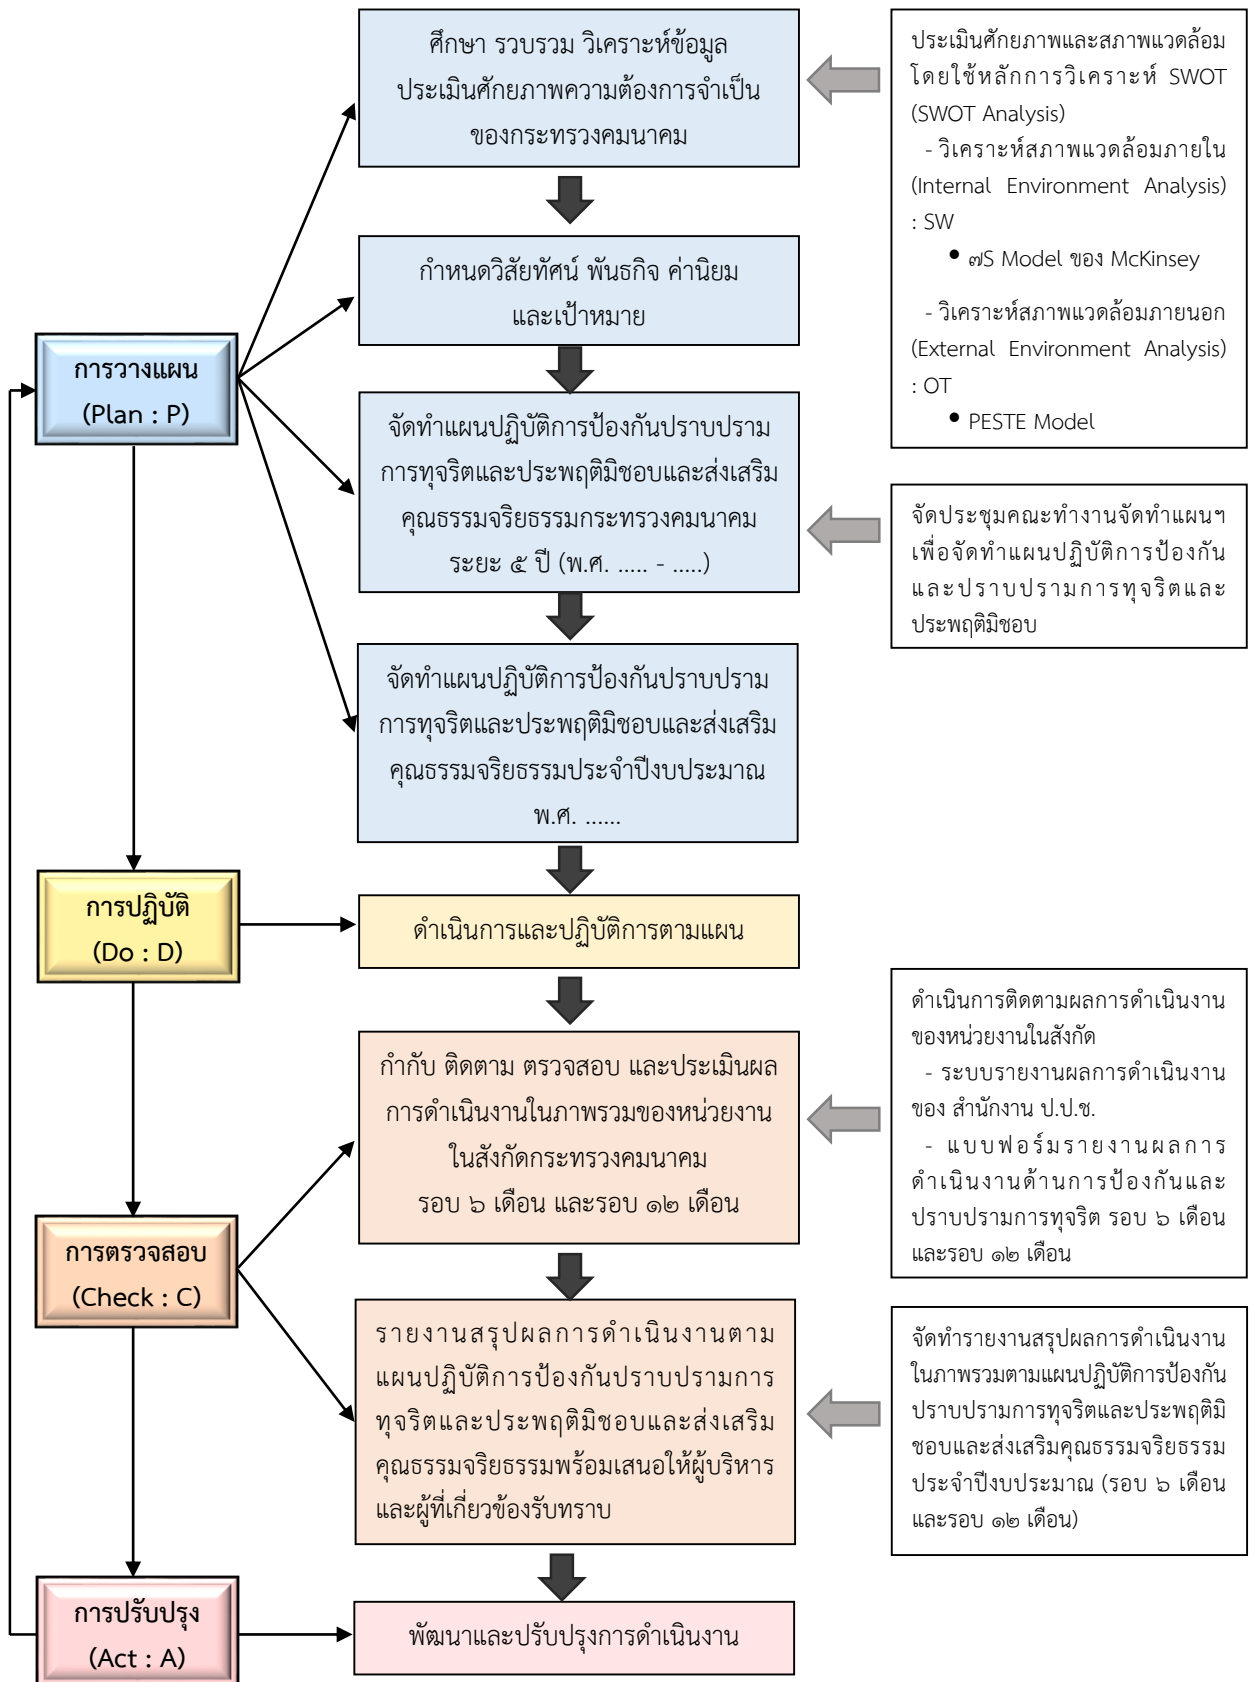 ศึกษา รวบรวม วิเคราะห์ข้อมูล
ประเมินศักยภาพความต้องการจำเป็น
ของกระทรวงคมนาคม
ประเมินศักยภาพและสภาพแวดล้อม
โดยใช้หลักการวิเคราะห์ SWOT
(SWOT Analysis)
- วิเคราะห์สภาพแวดล้อมภายใน
(Internal Environment Analysis)
: SW
• ๗S Model ของ McKinsey
- วิเคราะห์สภาพแวดล้อมภายนอก
(External Environment Analysis)
: OT
• PESTE Model
กำหนดวิสัยทัศน์ พันธกิจ ค่านิยม
และเป้าหมาย
การวางแผน
(Plan : P)
จัดทำแผนปฏิบัติการป้องกันปราบปราม
การทุจริตและประพฤติมิชอบและส่งเสริม
คุณธรรมจริยธรรมกระทรวงคมนาคม
ระยะ ๕ ปี (พ.ศ. ..... - .....)
จัดประชุมคณะทำงานจัดทำแผนฯ
เพื่อจัดทำแผนปฏิบัติการป้องกัน
และปราบปรามการทุจริตและ
ประพฤติมิชอบ
จัดทำแผนปฏิบัติการป้องกันปราบปราม
การทุจริตและประพฤติมิชอบและส่งเสริม
คุณธรรมจริยธรรมประจำปีงบประมาณ
พ.ศ. ......
การปฏิบัติ
(Do : D)
ดำเนินการและปฏิบัติการตามแผน
กำกับ ติดตาม ตรวจสอบ และประเมินผล
การดำเนินงานในภาพรวมของหน่วยงาน
ในสังกัดกระทรวงคมนาคม
รอบ ๖ เดือน และรอบ ๑๒ เดือน
ดำเนินการติดตามผลการดำเนินงาน
ของหน่วยงานในสังกัด
- ระบบรายงานผลการดำเนินงาน
ของ สำนักงาน ป.ป.ช.
- แบบฟอร์มรายงานผลการ
ดำเนินงานด้านการป้องกันและ
ปราบปรามการทุจริต รอบ ๖ เดือน
และรอบ ๑๒ เดือน
การตรวจสอบ
(Check : C)
รายงานสรุปผลการดำเนินงานตาม
แผนปฏิบัติการป้องกันปราบปรามการ
ทุจริตและประพฤติมิชอบและส่งเสริม
คุณธรรมจริยธรรมพร้อมเสนอให้ผู้บริหาร
และผู้ที่เกี่ยวข้องรับทราบ
จัดทำรายงานสรุปผลการดำเนินงาน
ในภาพรวมตามแผนปฏิบัติการป้องกัน
ปราบปรามการทุจริตและประพฤติมิ
ชอบและส่งเสริมคุณธรรมจริยธรรม
ประจำปีงบประมาณ (รอบ ๖ เดือน
และรอบ ๑๒ เดือน)
การปรับปรุง
(Act : A)
พัฒนาและปรับปรุงการดำเนินงาน